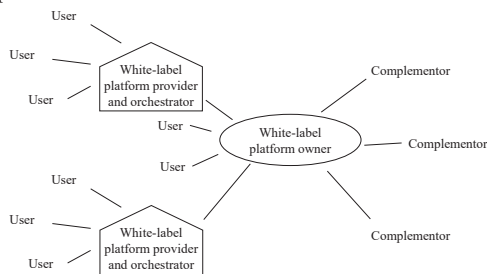 User
User
User
White-label
platform provider
and orchestrator
User
User
White-label
platform owner
Complementor
Complementor
Complementor
User
User
User
White-label
platform provider
and orchestrator